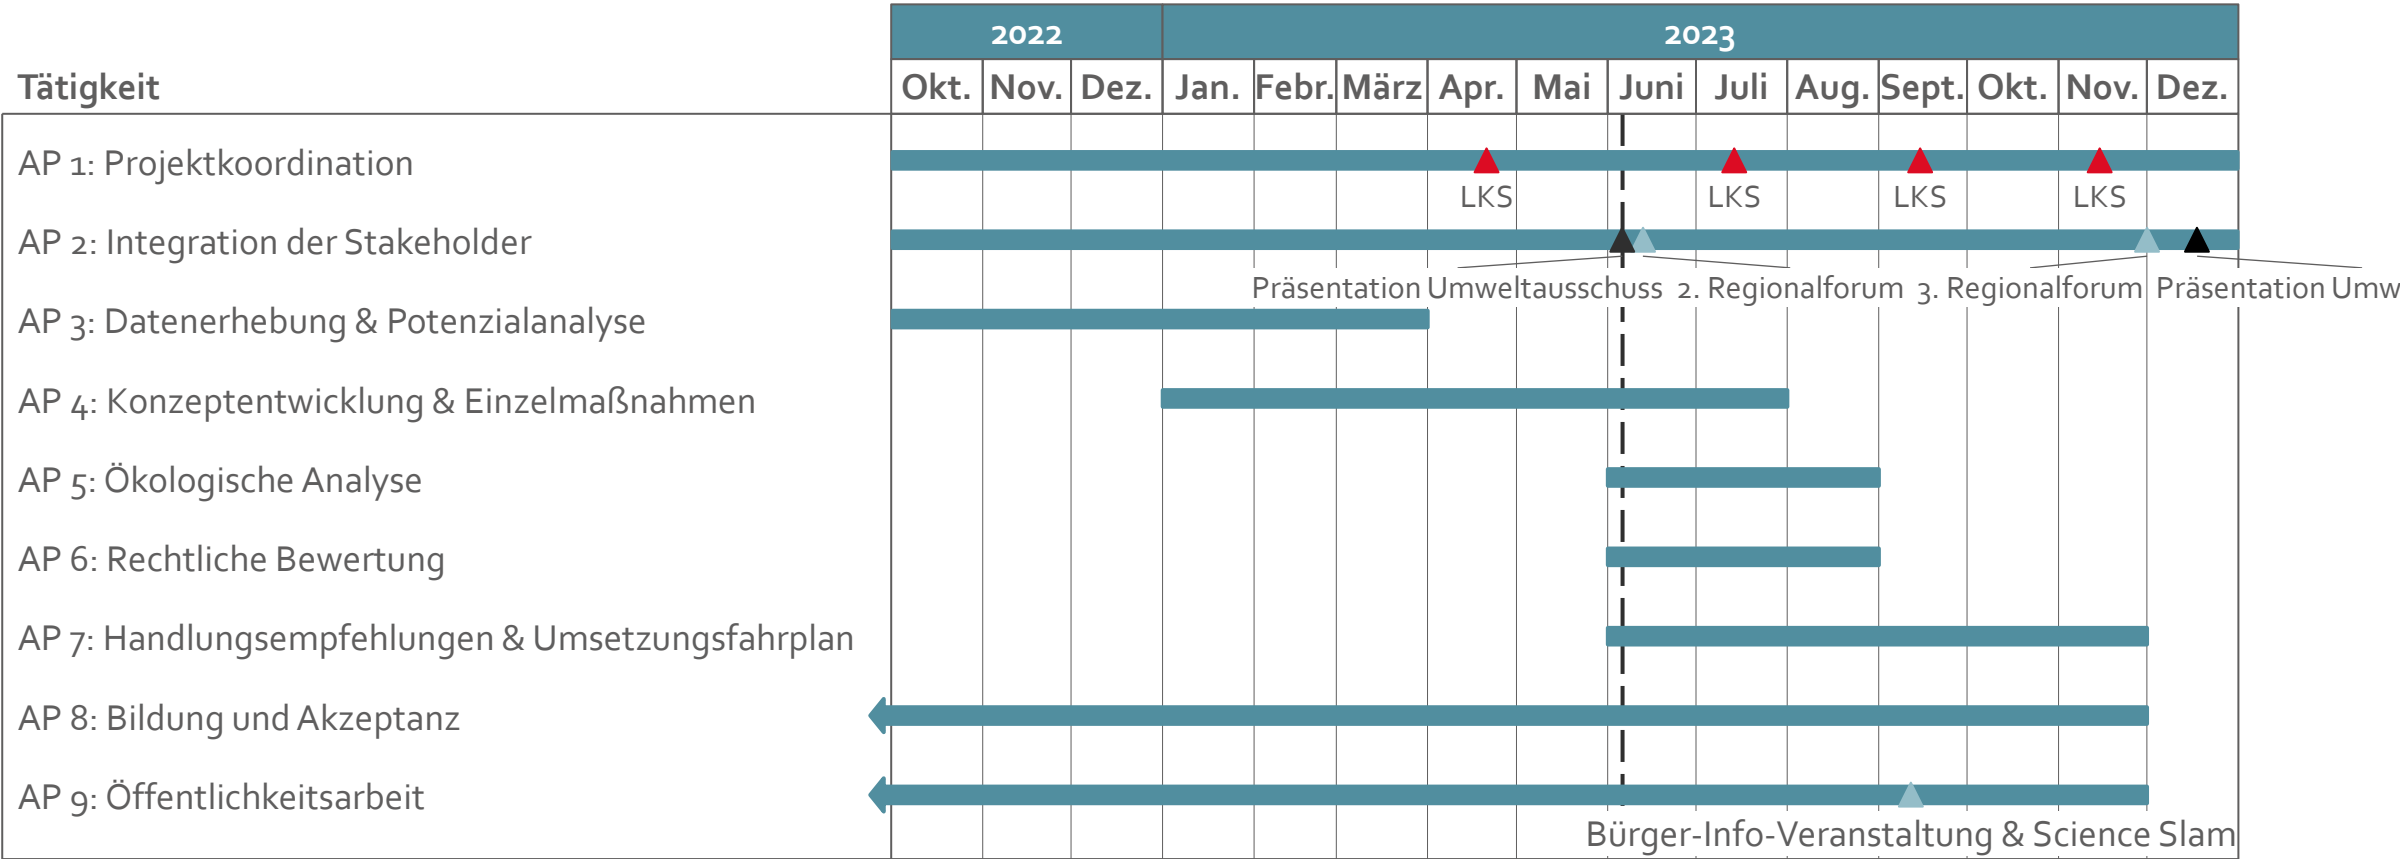 2022 2023
Tätigkeit Okt. Nov. Dez. Jan. Febr. März Apr. Mai Juni Juli Aug. Sept. Okt. Nov. Dez.
AP 1: Projektkoordination
LKS LKS LKS LKS
AP 2: Integration der Stakeholder
Präsentation Umweltausschuss 2. Regionalforum 3. Regionalforum Präsentation Umw
AP 3: Datenerhebung & Potenzialanalyse
AP 4: Konzeptentwicklung & Einzelmaßnahmen
AP 5: Ökologische Analyse
AP 6: Rechtliche Bewertung
AP 7: Handlungsempfehlungen & Umsetzungsfahrplan
AP 8: Bildung und Akzeptanz
AP 9: Öffentlichkeitsarbeit
Bürger-Info-Veranstaltung & Science Slam